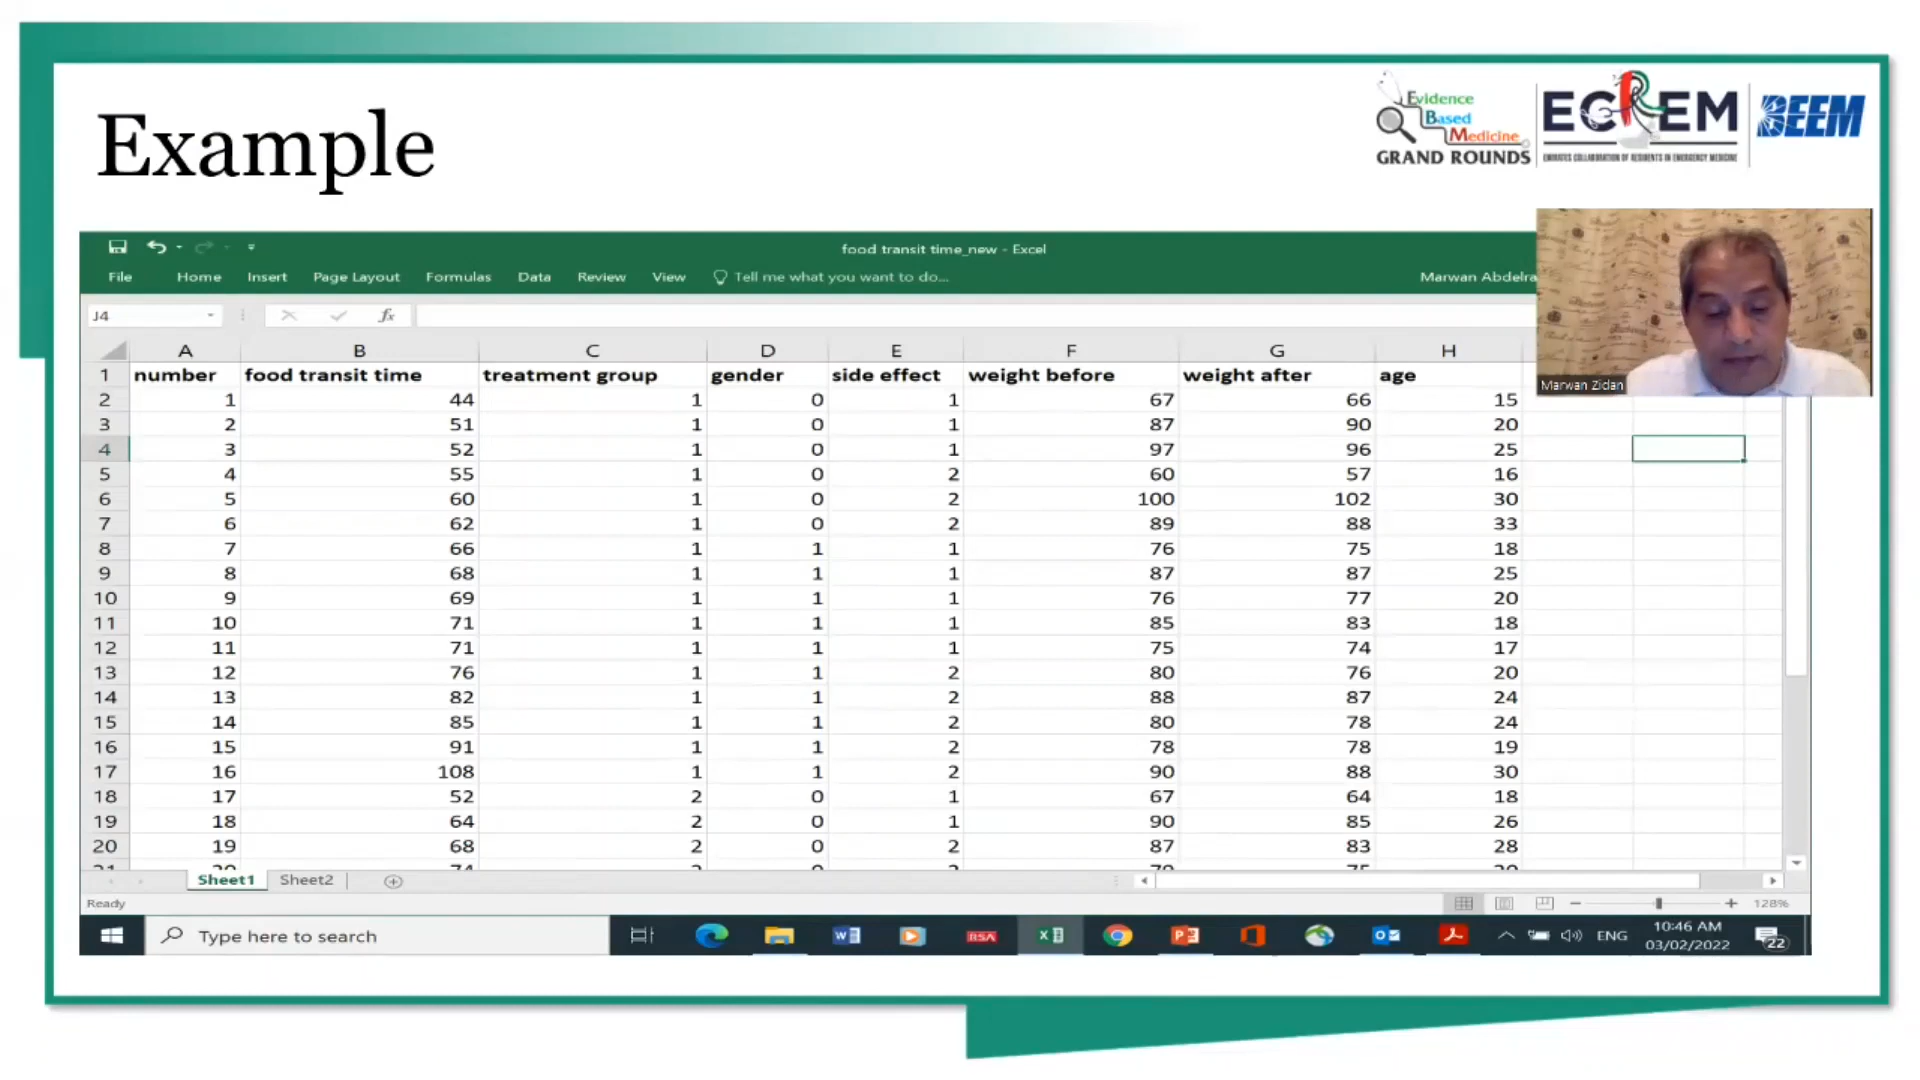 Example
Evidence
Based
Medicine
GRAND ROUNDS
ECREM
EMIRATES COLLABORATION OF RESIDENTS IN EMERGENCY MEDICINE
BEEM
food transit time_new - Excel
File Home Insert Page Layout Formulas Data Review View Tell me what you want to do... Marwan Abdelra
J4 fx
A B C D E F G H
1 number food transit time treatment group gender side effect weight before weight after age
2 1 44 1 0 1 67 66 15
3 2 51 1 0 1 87 90 20
4 3 52 1 0 1 97 96 25
5 4 55 1 0 2 60 57 16
6 5 60 1 0 2 100 102 30
7 6 62 1 0 2 89 88 33
8 7 66 1 1 1 76 75 18
9 8 68 1 1 1 87 87 25
10 9 69 1 1 1 76 77 20
11 10 71 1 1 1 85 83 18
12 11 71 1 1 1 75 74 17
13 12 76 1 1 2 80 76 20
14 13 82 1 1 2 88 87 24
15 14 85 1 1 2 80 78 24
16 15 91 1 1 2 78 78 19
17 16 108 1 1 2 90 88 30
18 17 52 2 0 1 67 64 18
19 18 64 2 0 1 90 85 26
20 19 68 2 0 2 87 83 28
Marwan Zidan
Sheet1 Sheet2
Ready 128%
Type here to search RSA ENG 10:46 AM
03/02/2022 22